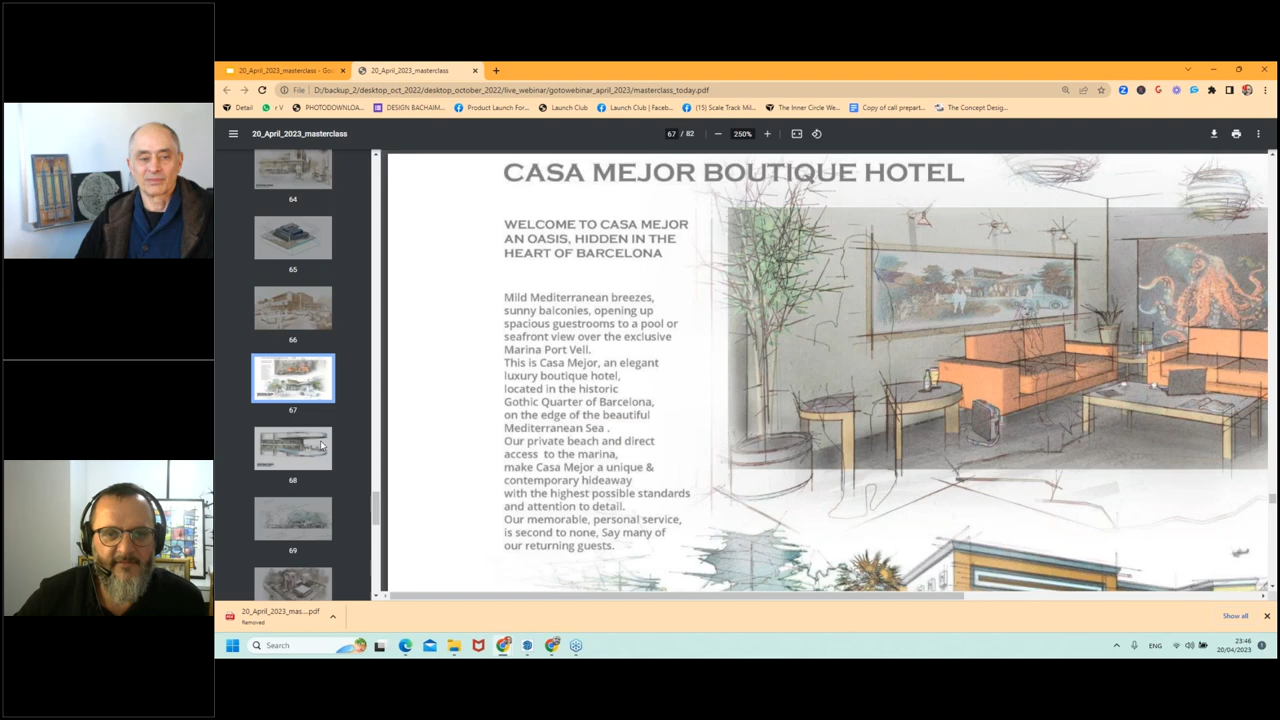 20_April_2023_masterclass - Go
20_April_2023_masterclass
File D:/backup_2/desktop_oct_2022/desktop_october_2022/live_webinar/gotowebinar_april_2023/masterclass_today.pdf
Detail
r V
PHOTODOWNLOA...
DESIGN BACHAIM...
Product Launch For...
Launch Club
Launch Club | Faceb...
(15) Scale Track Mil...
The Inner Circle We...
Copy of call prepart...
The Concept Desig...
20_April_2023_masterclass
67 / 82
250%
64
65
66
67
68
69
CASA MEJOR BOUTIQUE HOTEL
WELCOME TO CASA MEJOR
AN OASIS, HIDDEN IN THE
HEART OF BARCELONA
Mild Mediterranean breezes,
sunny balconies, opening up
spacious guestrooms to a pool or
seafront view over the exclusive
Marina Port Vell.
This is Casa Mejor, an elegant
luxury boutique hotel,
located in the historic
Gothic Quarter of Barcelona,
on the edge of the beautiful
Mediterranean Sea .
Our private beach and direct
access to the marina,
make Casa Mejor a unique &
contemporary hideaway
with the highest possible standards
and attention to detail.
Our memorable, personal service,
is second to none, Say many of
our returning guests.
20_April_2023_mas....pdf
Removed
Show all
Search
ENG
23:46
20/04/2023